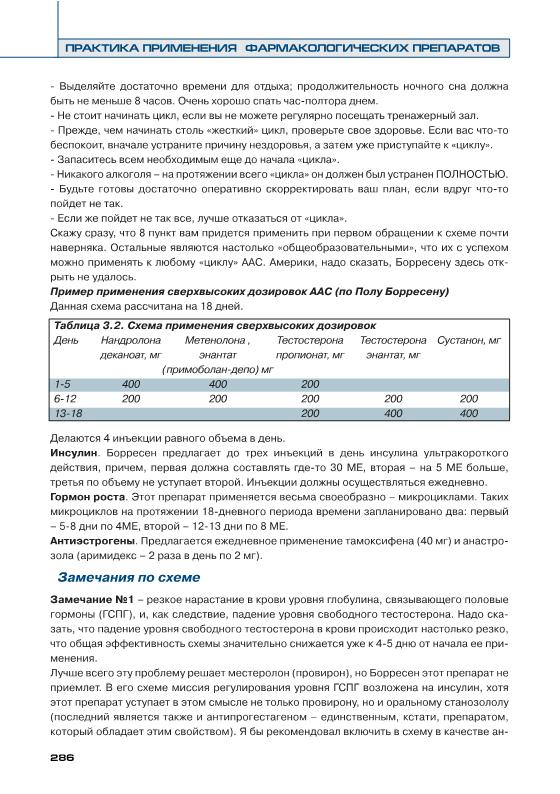 ПРАКТИКА ПРИМЕНЕНИЯ ФАРМАКОЛОГИЧЕСКИХ ПРЕПАРАТОВ
- Выделяйте достаточно времени для отдыха; продолжительность ночного сна должна
быть не меньше 8 часов. Очень хорошо спать час-полтора днем.
- Не стоит начинать цикл, если вы не можете регулярно посещать тренажерный зал.
- Прежде, чем начинать столь «жесткий» цикл, проверьте свое здоровье. Если вас что-то
беспокоит, вначале устраните причину нездоровья, а затем уже приступайте к «циклу».
- Запаситесь всем необходимым еще до начала «цикла».
- Никакого алкоголя – на протяжении всего «цикла» он должен был устранен ПОЛНОСТЬЮ.
- Будьте готовы достаточно оперативно скорректировать ваш план, если вдруг что-то
пойдет не так.
- Если же пойдет не так все, лучше отказаться от «цикла».
Скажу сразу, что 8 пункт вам придется применить при первом обращении к схеме почти
наверняка. Остальные являются настолько «общеобразовательными», что их с успехом
можно применять к любому «циклу» ААС. Америки, надо сказать, Борресену здесь отк-
рыть не удалось.
Пример применения сверхвысоких дозировок ААС (по Полу Борресену)
Данная схема рассчитана на 18 дней.
Таблица 3.2. Схема применения сверхвысоких дозировок
День Нандролона Метенолона , Тестостерона Тестостерона Сустанон, мг
деканоат, мг энантат пропионат, мг энантат, мг
(примоболан-депо) мг
1-5 400 400 200
6-12 200 200 200 200 200
13-18 200 400 400
Делаются 4 инъекции равного объема в день.
Инсулин. Борресен предлагает до трех инъекций в день инсулина ультракороткого
действия, причем, первая должна составлять где-то 30 МЕ, вторая – на 5 МЕ больше,
третья по объему не уступает второй. Инъекции должны осуществляться ежедневно.
Гормон роста. Этот препарат применяется весьма своеобразно – микроциклами. Таких
микроциклов на протяжении 18-дневного периода времени запланировано два: первый
– 5-8 дни по 4МЕ, второй – 12-13 дни по 8 МЕ.
Антиэстрогены. Предлагается ежедневное применение тамоксифена (40 мг) и анастро-
зола (аримидекс – 2 раза в день по 2 мг).
Замечания по схеме
Замечание №1 – резкое нарастание в крови уровня глобулина, связывающего половые
гормоны (ГСПГ), и, как следствие, падение уровня свободного тестостерона. Надо ска-
зать, что падение уровня свободного тестостерона в крови происходит настолько резко,
что общая эффективность схемы значительно снижается уже к 4-5 дню от начала ее при-
менения.
Лучше всего эту проблему решает местеролон (провирон), но Борресен этот препарат не
приемлет. В его схеме миссия регулирования уровня ГСПГ возложена на инсулин, хотя
этот препарат уступает в этом смысле не только провирону, но и оральному станозололу
(последний является также и антипрогестагеном – единственным, кстати, препаратом,
который обладает этим свойством). Я бы рекомендовал включить в схему в качестве ан-
286